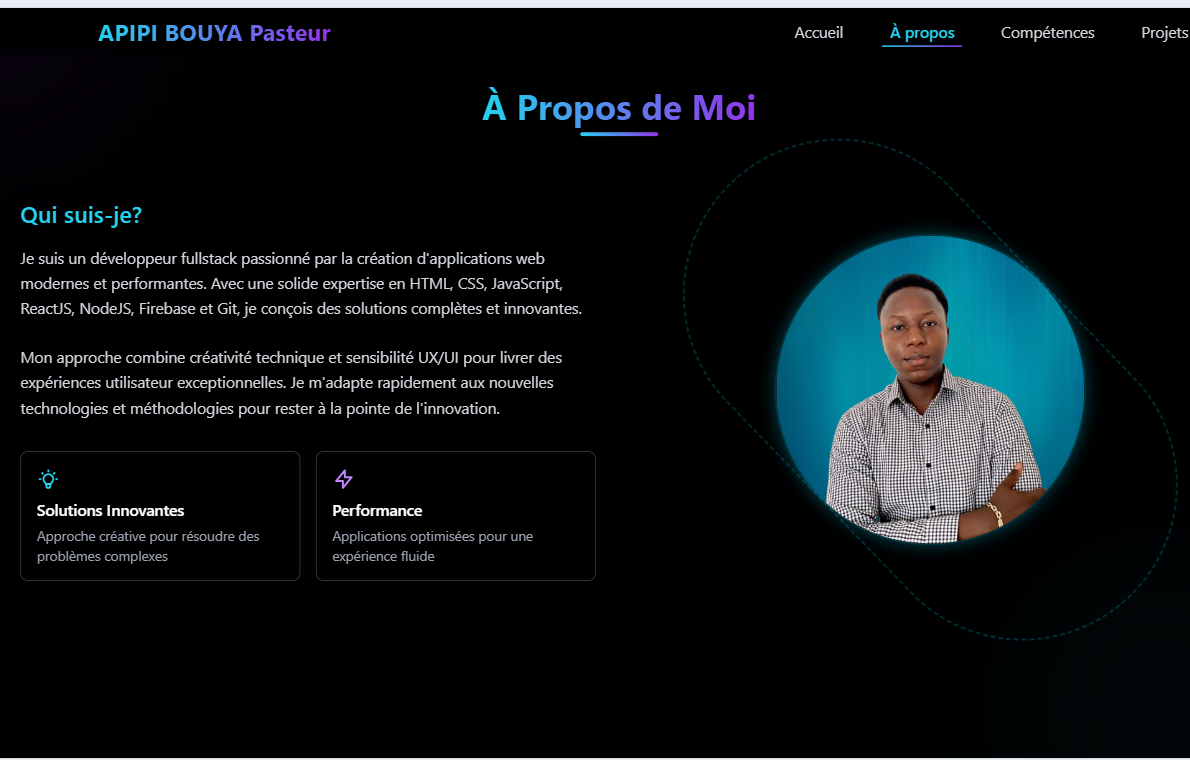 APIPI BOUYA Pasteur
Accueil
À propos
Compétences
Projets
À Propos de Moi
Qui suis-je?
Je suis un développeur fullstack passionné par la création d'applications web
modernes et performantes. Avec une solide expertise en HTML, CSS, JavaScript,
ReactJS, NodeJS, Firebase et Git, je conçois des solutions complètes et innovantes.
Mon approche combine créativité technique et sensibilité UX/UI pour livrer des
expériences utilisateur exceptionnelles. Je m'adapte rapidement aux nouvelles
technologies et méthodologies pour rester à la pointe de l'innovation.
Solutions Innovantes
Approche créative pour résoudre des
problèmes complexes
Performance
Applications optimisées pour une
expérience fluide